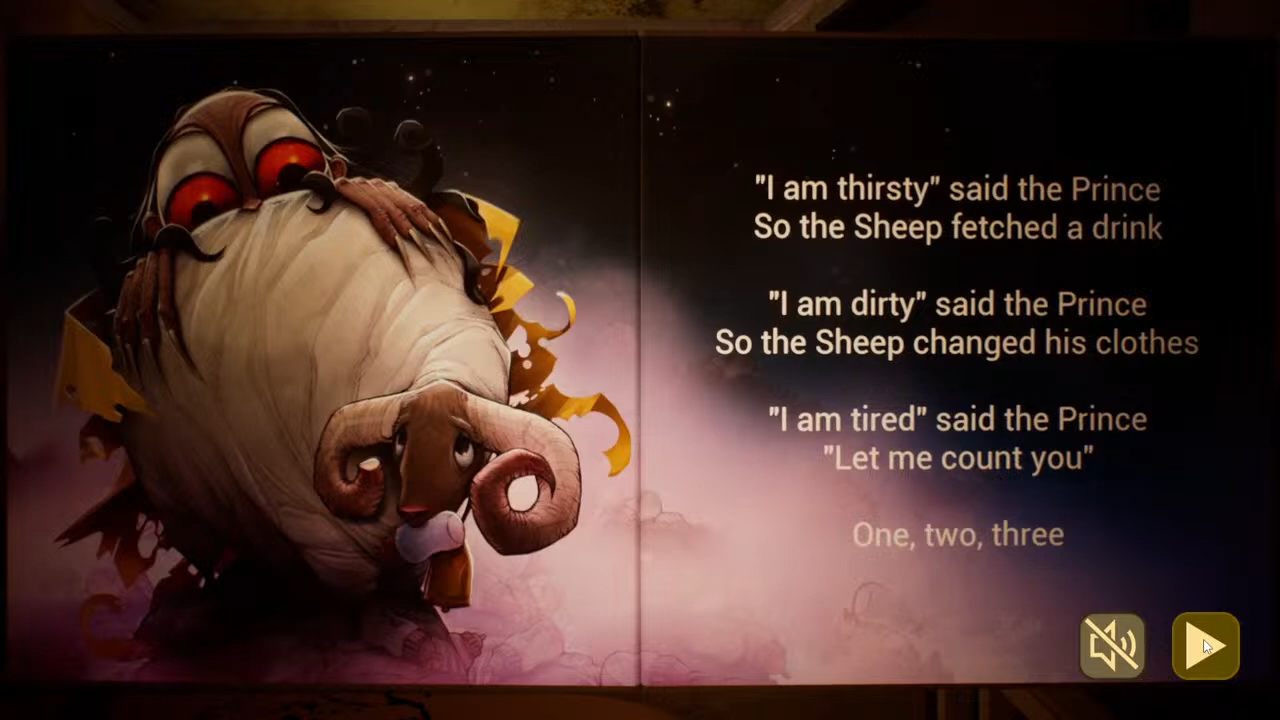 "I am thirsty" said the Prince
So the Sheep fetched a drink
"I am dirty" said the Prince
So the Sheep changed his clothes
"I am tired" said the Prince
"Let me count you"
One, two, three